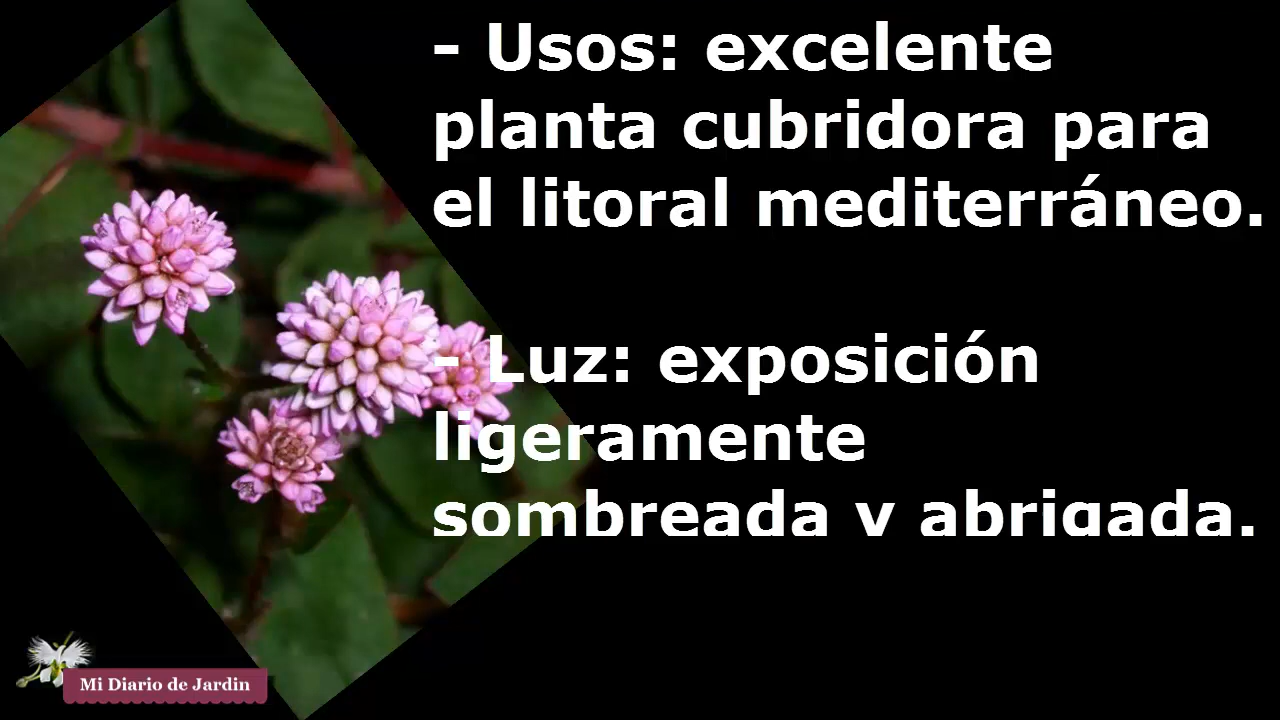 - Usos: excelente
planta cubridora para
el litoral mediterráneo.
- Luz: exposición
ligeramente
sombreada y abrigada.
Mi Diario de Jardin